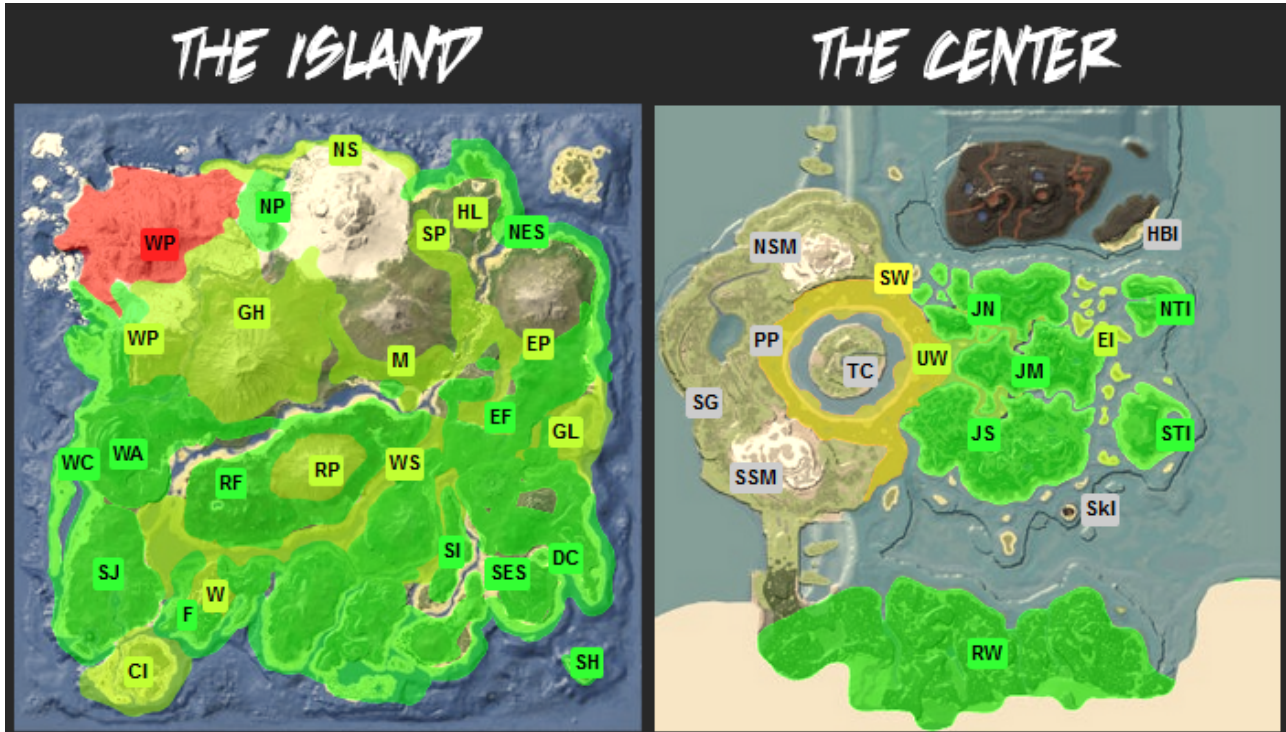 THE ISLAND
THE CENTER
NS
NP
HL
SP
NES
WP
GH
WP
EP
M
EF
GL
WC
WA
RF
RP
WS
SI
SES
DC
SJ
W
F
CI
SH
HBI
NSM
SW
JN
NTI
PP
TC
UW
EI
JM
SG
JS
STI
SSM
SkI
RW